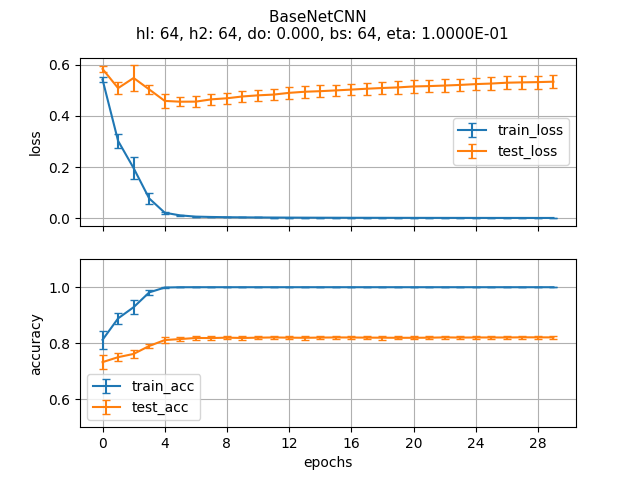 BaseNetCNN
hl: 64, h2: 64, do: 0.000, bs: 64, eta: 1.0000E-01
0.6
0.4
0.2
0.0
loss
train_loss
test_loss
1.0
0.8
0.6
accuracy
train_acc
test_acc
0 4 8 12 16 20 24 28
epochs